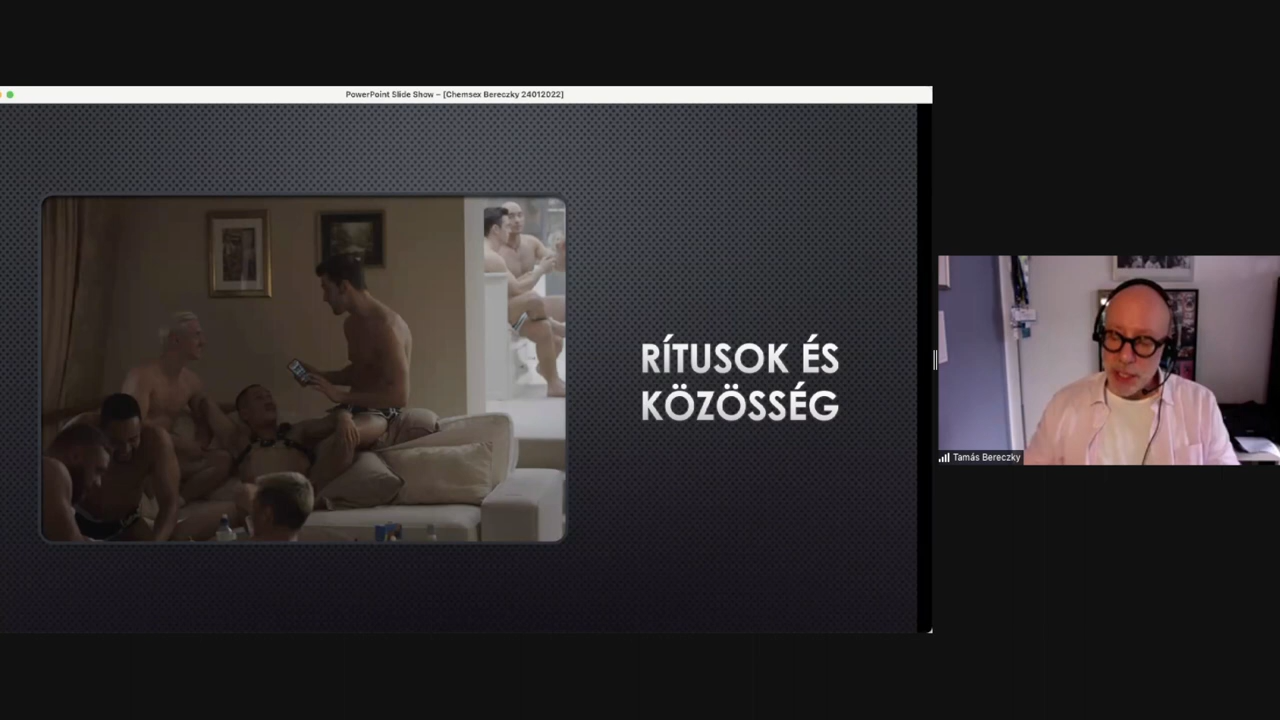 PowerPoint Slide Show – [Chemsex Bereczky 24012022]
RÍTUSOK ÉS
KÖZÖSSÉG
Tamás Bereczky